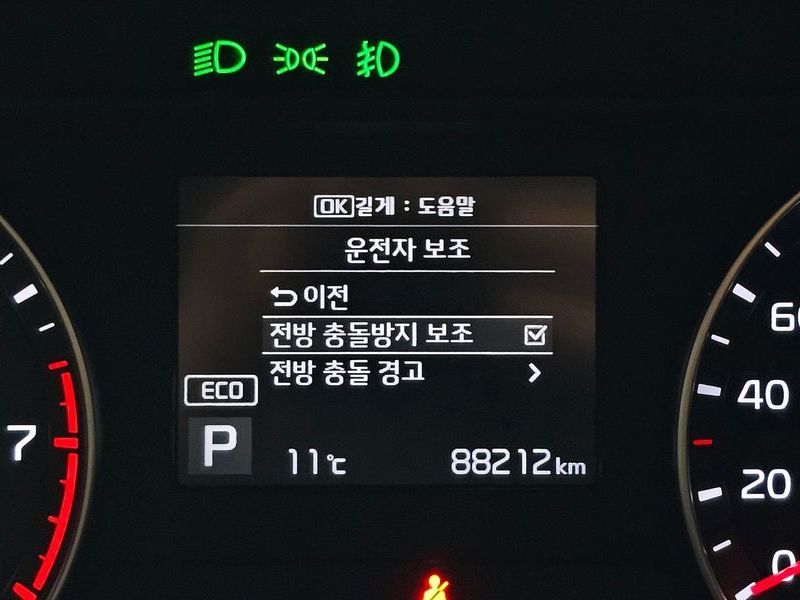 OK길게 : 도움말
운전자 보조
이전
전방 충돌방지 보조
전방 충돌 경고
ECO
P
11℃
88212km
7
60
40
20
0